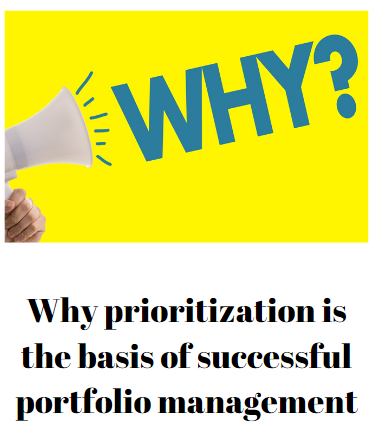 WHY?
Why prioritization is
the basis of successful
portfolio management